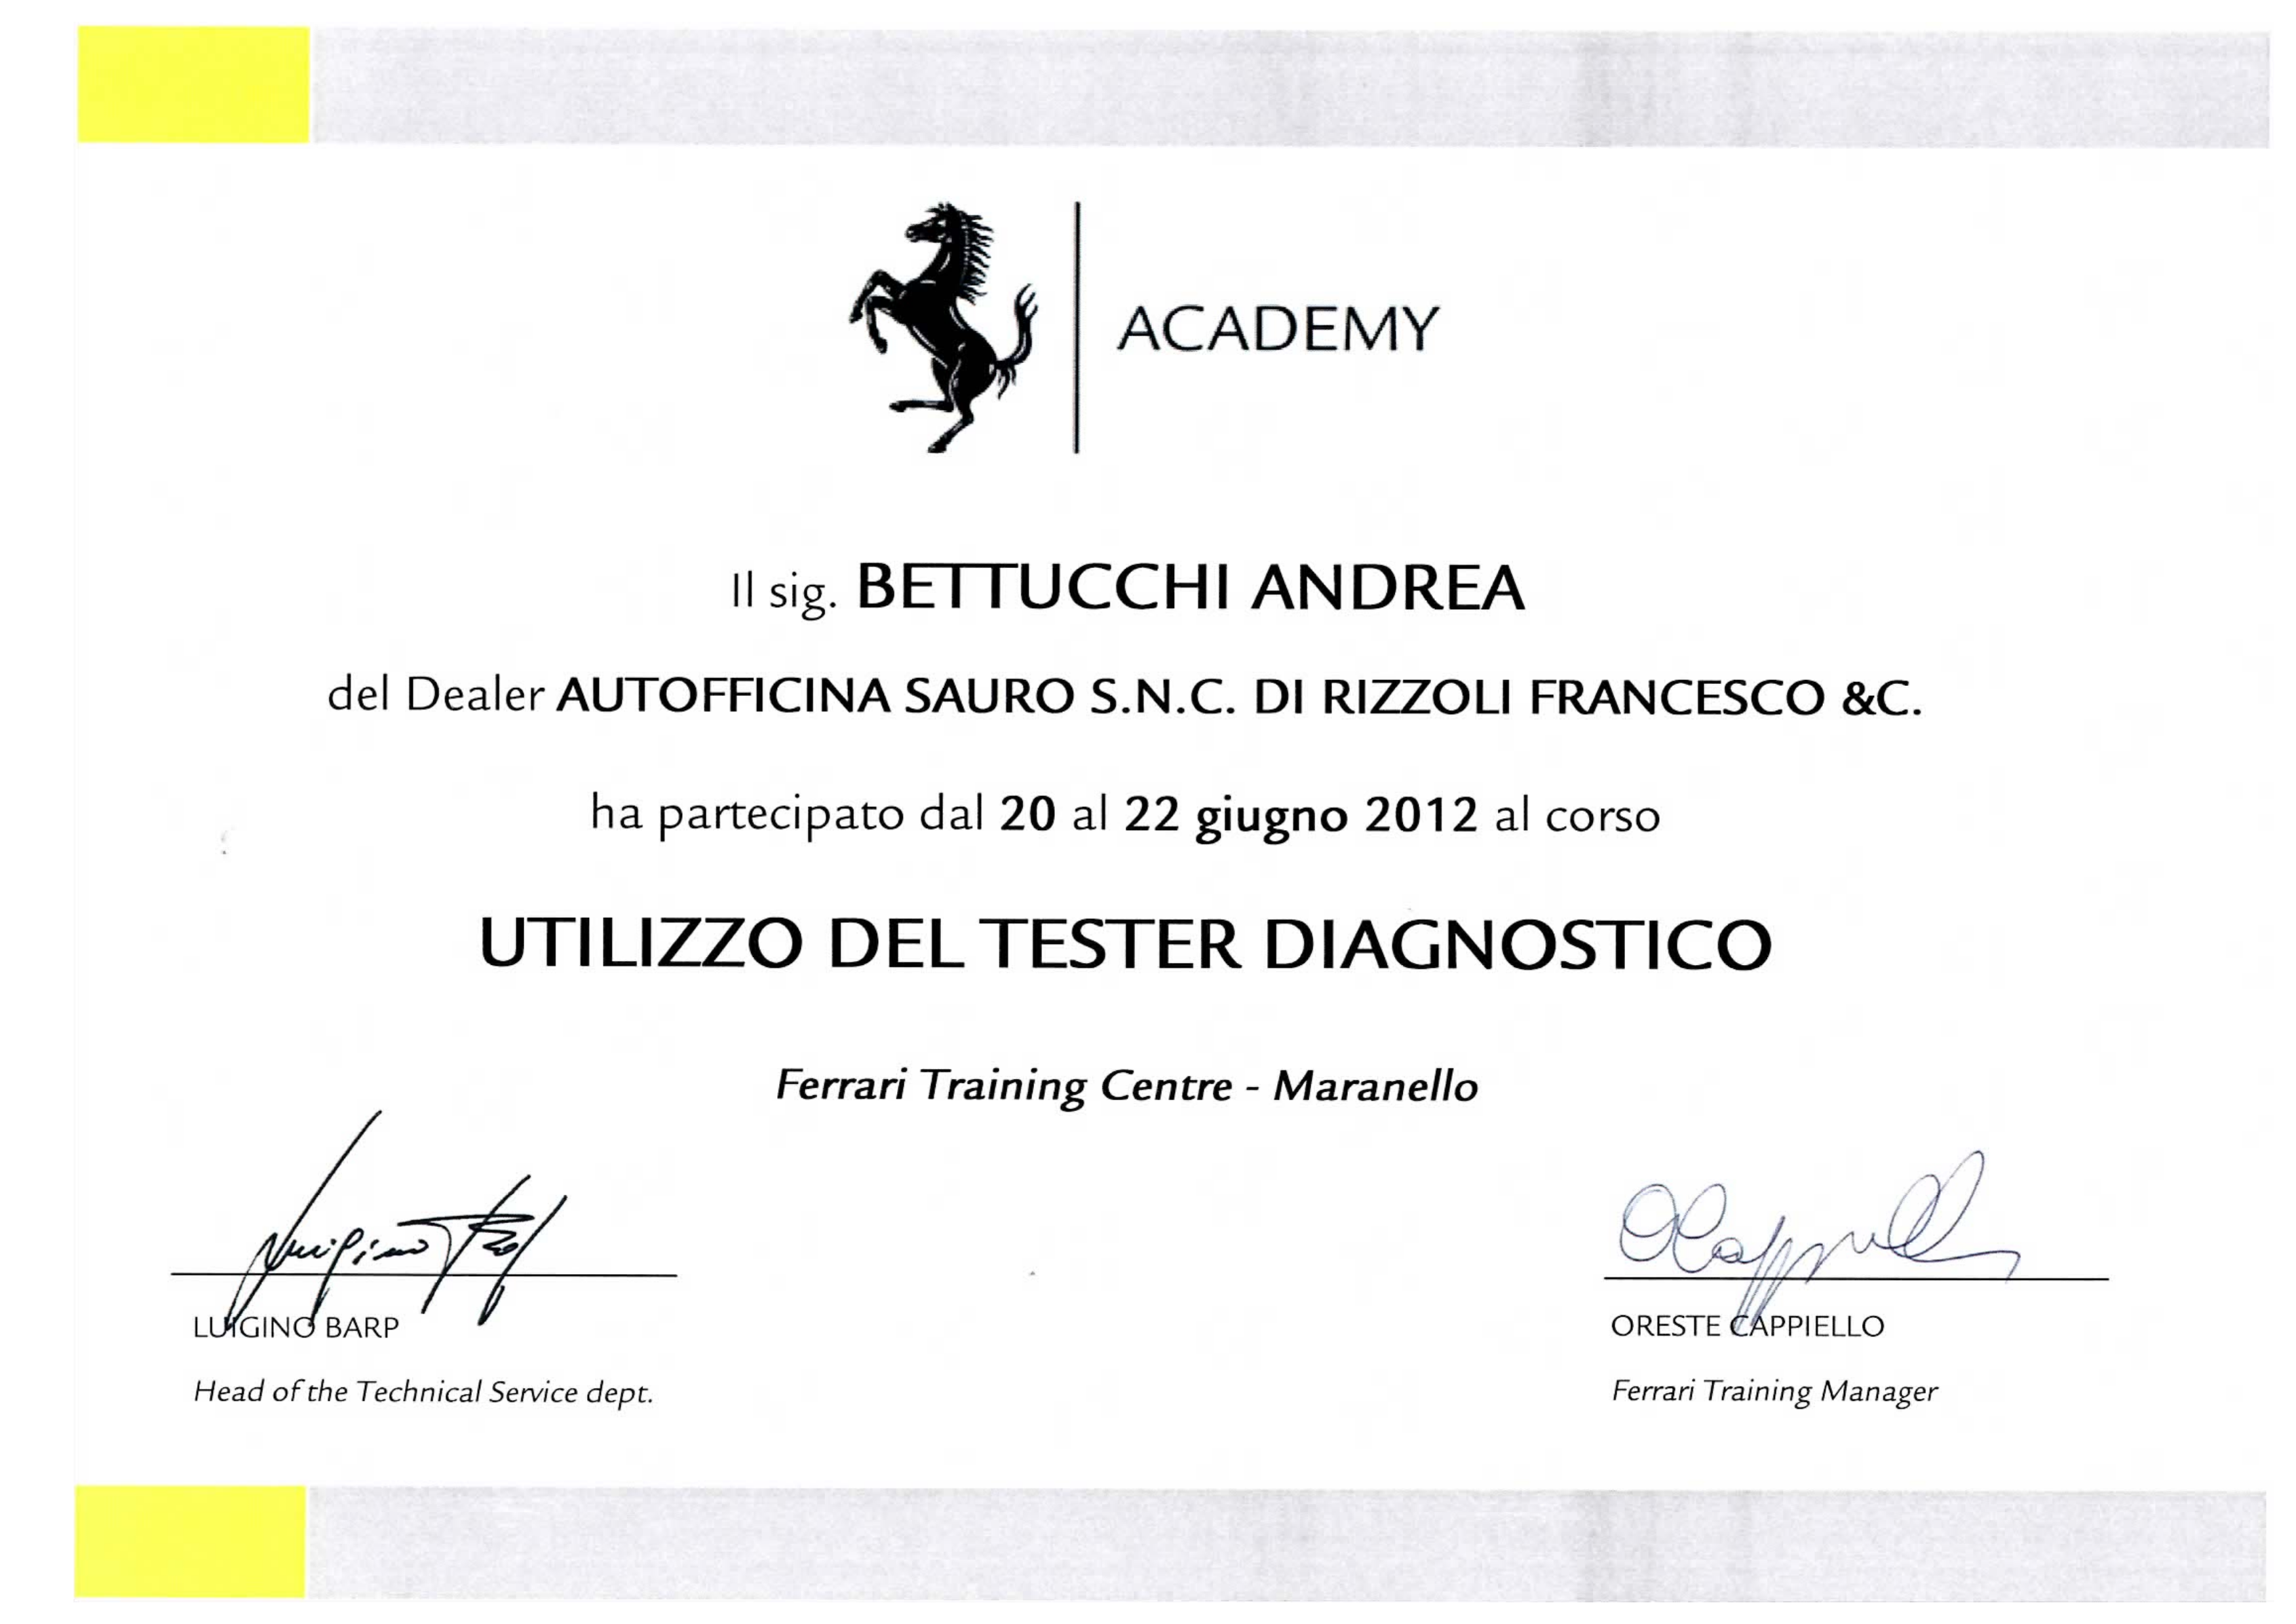 ACADEMY
Il sig. BETTUCCHI ANDREA
del Dealer AUTOFFICINA SAURO S.N.C. DI RIZZOLI FRANCESCO &C.
ha partecipato dal 20 al 22 giugno 2012 al corso
UTILIZZO DEL TESTER DIAGNOSTICO
Ferrari Training Centre - Maranello
LUIGINO BARP
Head of the Technical Service dept.
ORESTE CAPPIELLO
Ferrari Training Manager